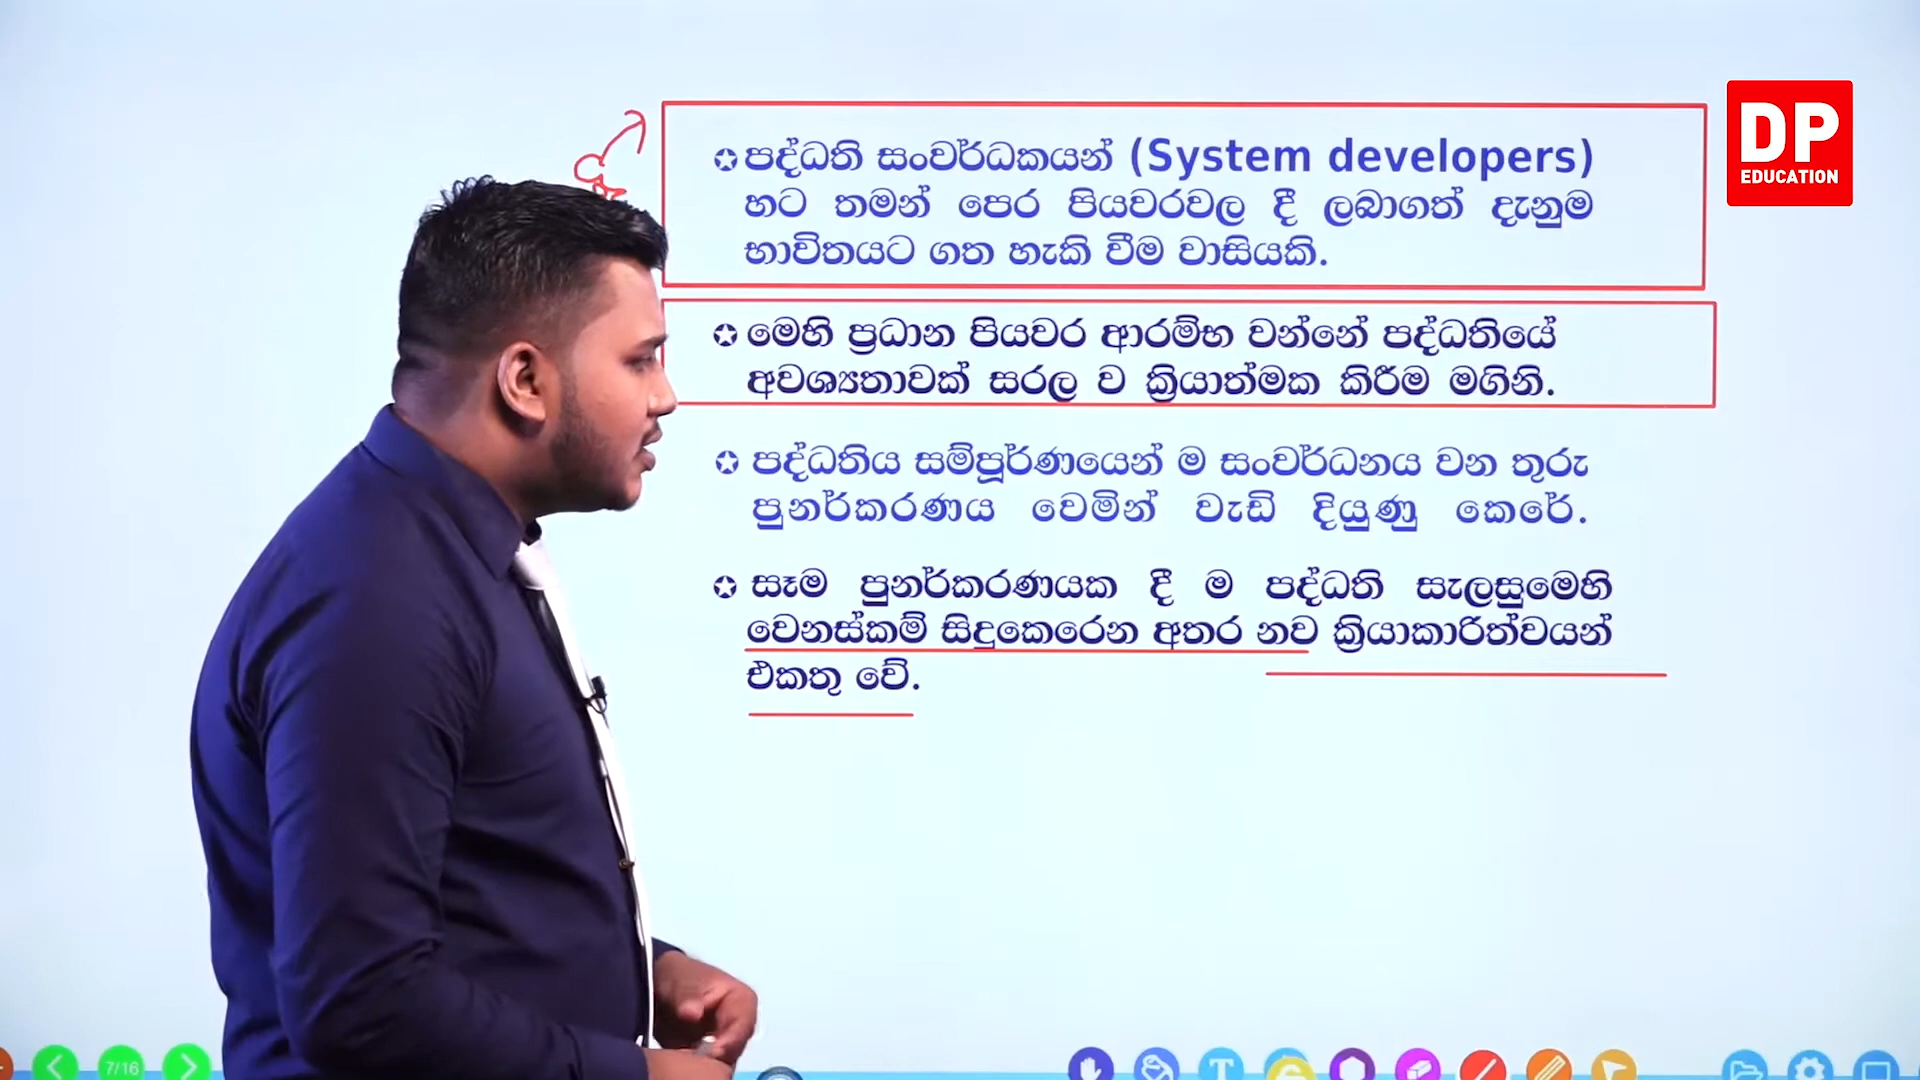 DP
EDUCATION
පද්ධති සංවර්ධකයන් (System developers)
හට තමන් පෙර පියවරවල දී ලබාගත් දැනුම
භාවිතයට ගත හැකි වීම වාසියකි.
මෙහි ප්‍රධාන පියවර ආරම්භ වන්නේ පද්ධතියේ
අවශ්‍යතාවක් සරල ව ක්‍රියාත්මක කිරීම මගිනි.
පද්ධතිය සම්පූර්ණයෙන් ම සංවර්ධනය වන තුරු
පුනර්කරණය වෙමින් වැඩි දියුණු කෙරේ.
සෑම පුනර්කරණයක දී ම පද්ධති සැලසුමෙහි
වෙනස්කම් සිදුකෙරෙන අතර නව ක්‍රියාකාරිත්වයන්
එකතු වේ.
7/16